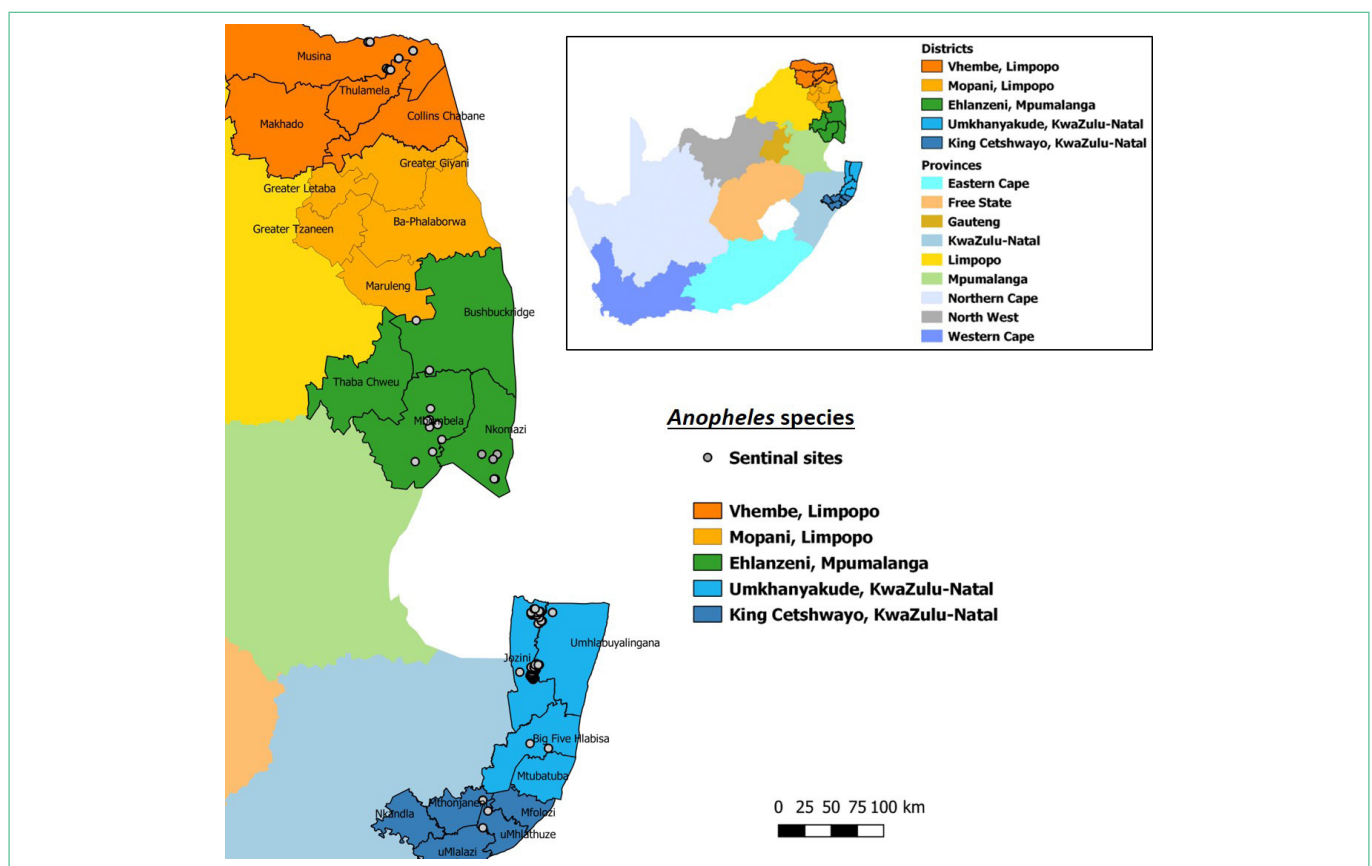 Musina
Thulamela
Makhado
Collins Chabane
Greater Giyani
Greater Letaba
Greater Tzaneen
Ba-Phalaborwa
Maruleng
Bushbuckridge
Thaba Chweu
Mbombela
Nkomazi
Umhlabuyalingana
Jozini
Big Five Hlabisa
Mtubatuba
Mthonjaneni
Nkandla
Mfolozi
uMhlathuze
uMlalazi
Districts
Vhembe, Limpopo
Mopani, Limpopo
Ehlanzeni, Mpumalanga
Umkhanyakude, KwaZulu-Natal
King Cetshwayo, KwaZulu-Natal
Provinces
Eastern Cape
Free State
Gauteng
KwaZulu-Natal
Limpopo
Mpumalanga
Northern Cape
North West
Western Cape
Anopheles species
Sentinal sites
Vhembe, Limpopo
Mopani, Limpopo
Ehlanzeni, Mpumalanga
Umkhanyakude, KwaZulu-Natal
King Cetshwayo, KwaZulu-Natal
0 25 50 75 100 km